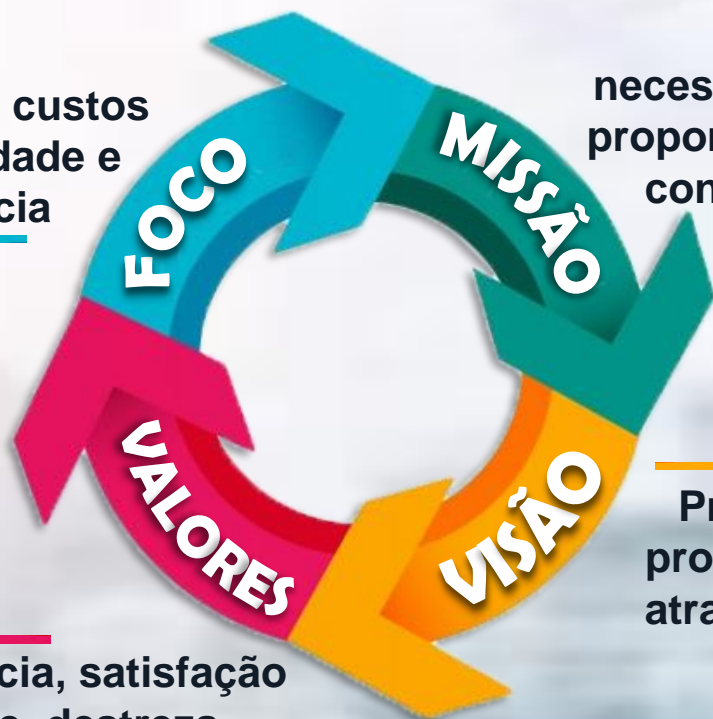 custos
dade e
cia
FOCO
neces
propor
con
MISSÃO
VISÃO
Pr
pro
atra
VALORES
cia, satisfação